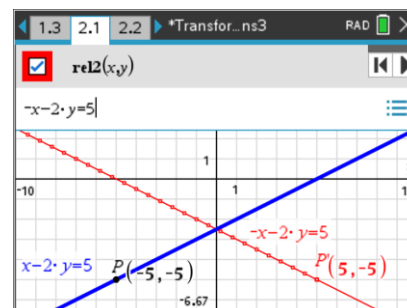 1.3 2.1 2.2 *Transfor…ns3 RAD
rel2(x,y)
-x-2·y=5
1
-10 1
-x-2·y=5
x-2·y=5 P(-5,-5) P'(5,-5)
-6.67